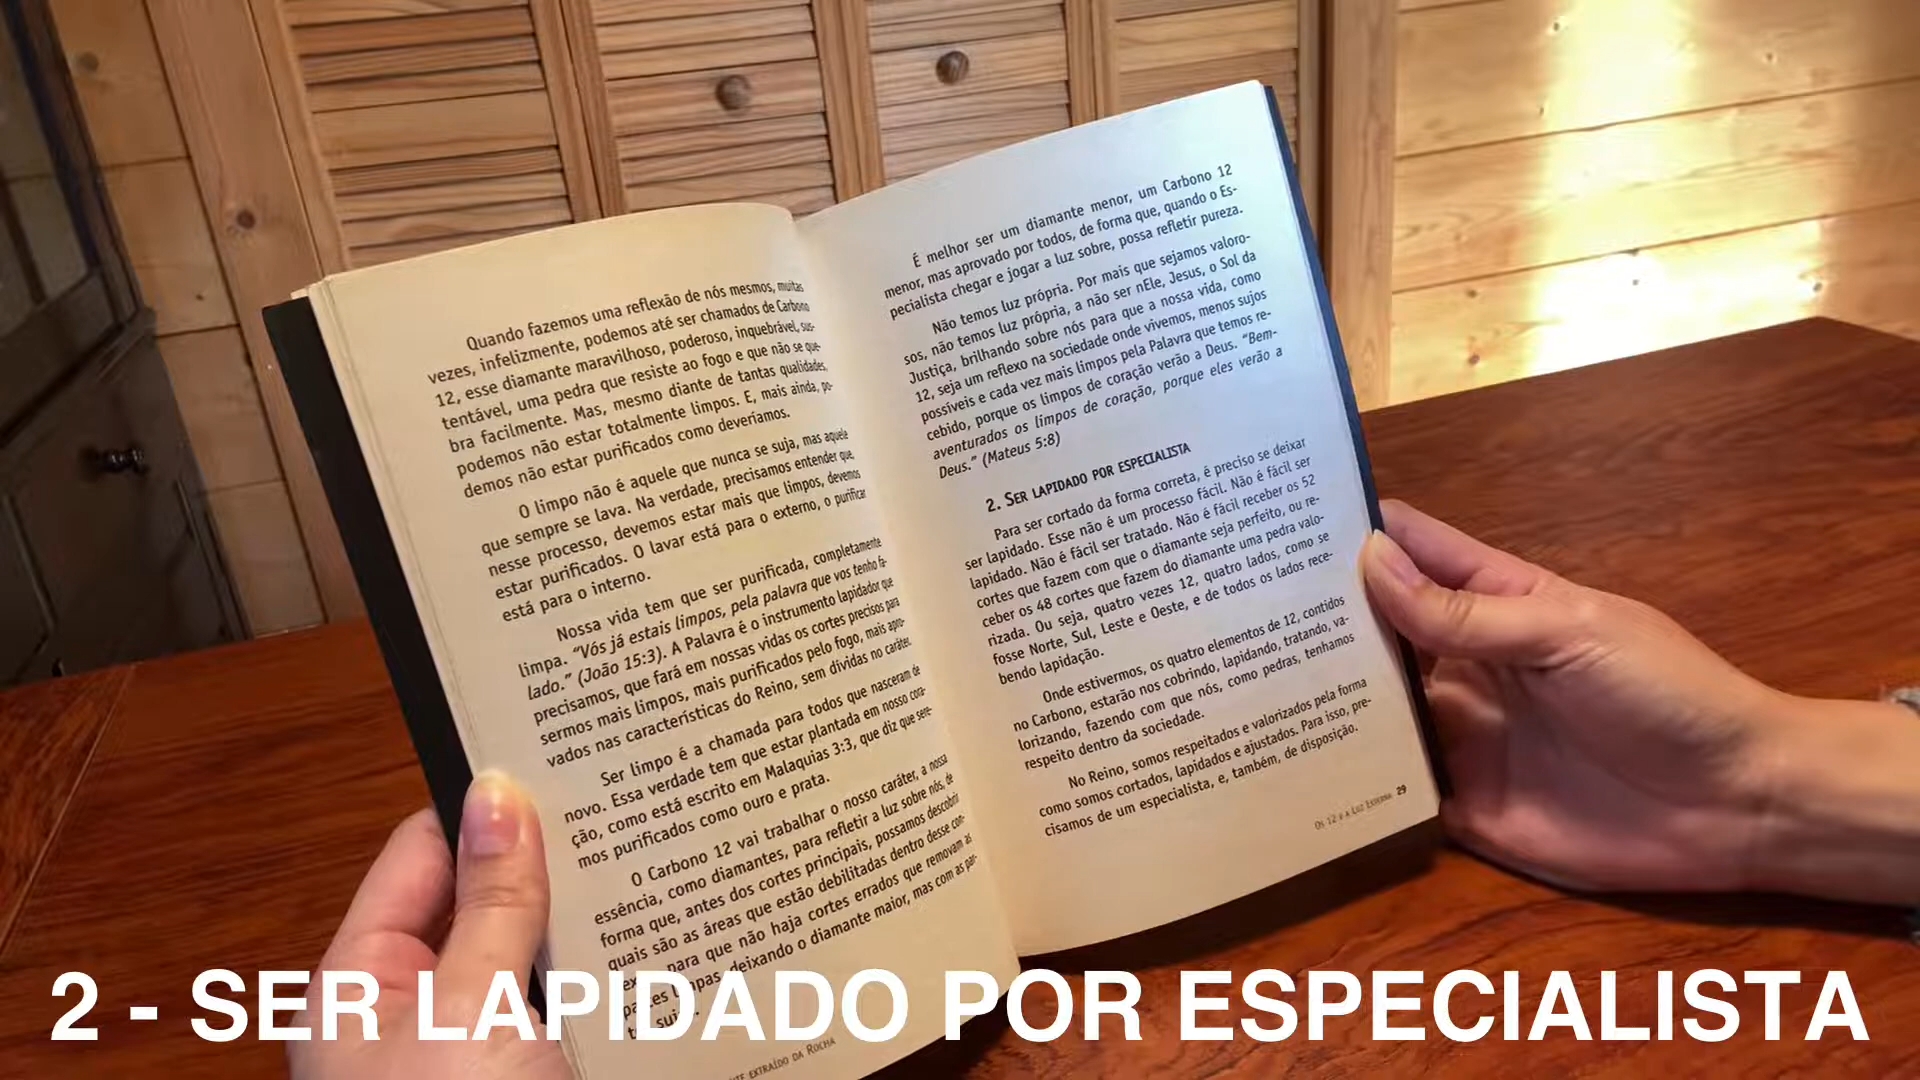 Quando fazemos uma reflexão de nós mesmos, muitas
vezes, infelizmente, podemos até ser chamados de Carbono
12, esse diamante maravilhoso, poderoso, inquebrável, sus-
tentável, uma pedra que resiste ao fogo e que não se que-
bra facilmente. Mas, mesmo diante de tantas qualidades,
podemos não estar totalmente limpos. E, mais ainda, po-
demos não estar purificados como deveríamos.
O limpo não é aquele que nunca se suja, mas aquele
que sempre se lava. Na verdade, precisamos entender que,
nesse processo, devemos estar mais que limpos, devemos
estar purificados. O lavar está para o externo, o purificar
está para o interno.
Nossa vida tem que ser purificada, completamente
limpa. “Vós já estais limpos, pela palavra que vos tenho fa-
lado.” (João 15:3). A Palavra é o instrumento lapidador que
precisamos, que fará em nossas vidas os cortes precisos para
sermos mais limpos, mais purificados pelo fogo, mais apro-
vados nas características do Reino, sem dívidas no caráter.
Ser limpo é a chamada para todos que nasceram de
novo. Essa verdade tem que estar plantada em nosso cora-
ção, como está escrito em Malaquias 3:3, que diz que sere-
mos purificados como ouro e prata.
O Carbono 12 vai trabalhar o nosso caráter, a nossa
essência, como diamantes, para refletir a luz sobre nós, de
forma que, antes dos cortes principais, possamos descobrir
quais são as áreas que estão debilitadas dentro desse con-
para que não haja cortes errados que removam as
deixando o diamante maior, mas com as par-
EXTRAÍDO DA ROCHA
É melhor ser um diamante menor, um Carbono 12
menor, mas aprovado por todos, de forma que, quando o Es-
pecialista chegar e jogar a luz sobre, possa refletir pureza.
Não temos luz própria. Por mais que sejamos valoro-
sos, não temos luz própria, a não ser nEle, Jesus, o Sol da
Justiça, brilhando sobre nós para que a nossa vida, como
12, seja um reflexo na sociedade onde vivemos, menos sujos
possíveis e cada vez mais limpos pela Palavra que temos re-
cebido, porque os limpos de coração verão a Deus. “Bem-
aventurados os limpos de coração, porque eles verão a
Deus.” (Mateus 5:8)
2. SER LAPIDADO POR ESPECIALISTA
Para ser cortado da forma correta, é preciso se deixar
ser lapidado. Esse não é um processo fácil. Não é fácil ser
lapidado. Não é fácil ser tratado. Não é fácil receber os 52
cortes que fazem com que o diamante seja perfeito, ou re-
ceber os 48 cortes que fazem do diamante uma pedra valo-
rizada. Ou seja, quatro vezes 12, quatro lados, como se
fosse Norte, Sul, Leste e Oeste, e de todos os lados rece-
bendo lapidação.
Onde estivermos, os quatro elementos de 12, contidos
no Carbono, estarão nos cobrindo, lapidando, tratando, va-
lorizando, fazendo com que nós, como pedras, tenhamos
respeito dentro da sociedade.
No Reino, somos respeitados e valorizados pela forma
como somos cortados, lapidados e ajustados. Para isso, pre-
cisamos de um especialista, e, também, de disposição.
OS 12 E A LUZ EXTERNA 29
2 - SER LAPIDADO POR ESPECIALISTA